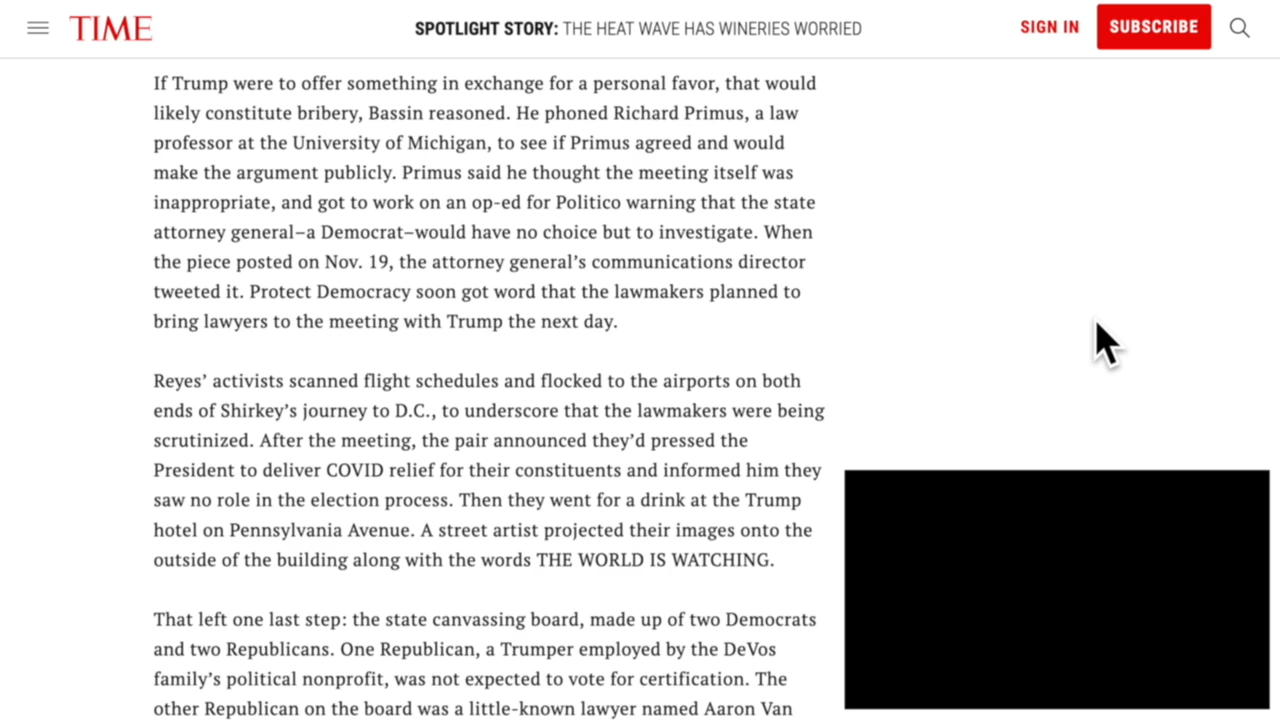 TIME
SPOTLIGHT STORY: THE HEAT WAVE HAS WINERIES WORRIED
SIGN IN
SUBSCRIBE
If Trump were to offer something in exchange for a personal favor, that would
likely constitute bribery, Bassin reasoned. He phoned Richard Primus, a law
professor at the University of Michigan, to see if Primus agreed and would
make the argument publicly. Primus said he thought the meeting itself was
inappropriate, and got to work on an op-ed for Politico warning that the state
attorney general–a Democrat–would have no choice but to investigate. When
the piece posted on Nov. 19, the attorney general’s communications director
tweeted it. Protect Democracy soon got word that the lawmakers planned to
bring lawyers to the meeting with Trump the next day.
Reyes’ activists scanned flight schedules and flocked to the airports on both
ends of Shirkey’s journey to D.C., to underscore that the lawmakers were being
scrutinized. After the meeting, the pair announced they’d pressed the
President to deliver COVID relief for their constituents and informed him they
saw no role in the election process. Then they went for a drink at the Trump
hotel on Pennsylvania Avenue. A street artist projected their images onto the
outside of the building along with the words THE WORLD IS WATCHING.
That left one last step: the state canvassing board, made up of two Democrats
and two Republicans. One Republican, a Trumper employed by the DeVos
family’s political nonprofit, was not expected to vote for certification. The
other Republican on the board was a little-known lawyer named Aaron Van